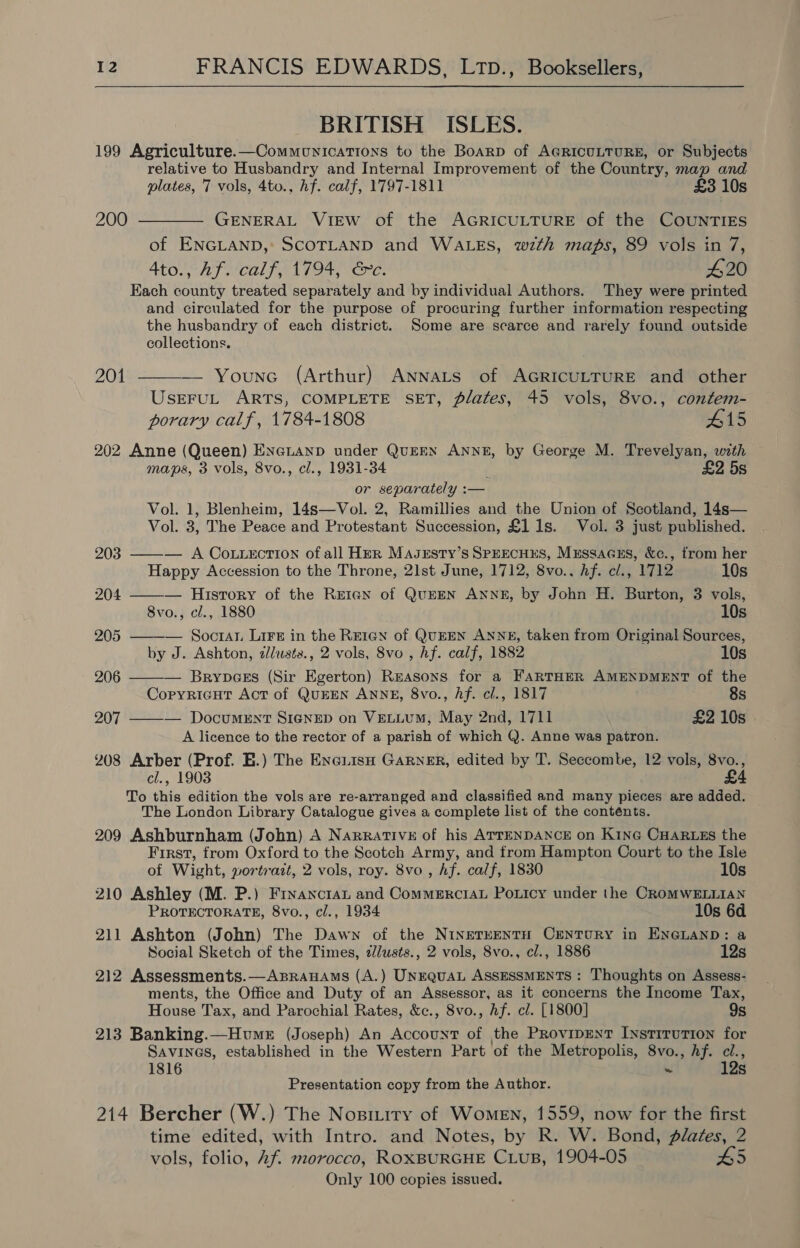 12 FRANCIS EDWARDS, LTD., Booksellers,
BRITISH ISLES.
199 Agriculture.—COMMUNICATIONS to the BOARD of AGRICULTURE, or Subjects
relative to Husbandry and Internal Improvement of the Country, map and
plates, 7 vols, 4to., hf. calf, 1797-1811 £3 10s
200 ——— GENERAL VIEW of the AGRICULTURE of the COUNTIES
of ENGLAND, SCOTLAND and WALES, with maps, 89 vols in 7,
4to., hf. calf, 1794, &c. £20
Each county treated separately and by individual Authors. They were printed
and circulated for the purpose of procuring further information respecting
the husbandry of each district. Some are scarce and rarely found outside
collections.
201 ——— YOUNG (Arthur) ANNALS of AGRICULTURE and other
USEFUL ARTS, COMPLETE SET, plates, 45 vols, 8vo., contem-
porary calf, 1784-1808 £15
202 Anne (Queen) ENGLAND under QUEEN ANNE, by George M. Trevelyan, with
maps, 3 vols, 8vo., cl., 1931-34 £2 5s
or separately :—
Vol. 1, Blenheim, 14s—Vol. 2, Ramillies and the Union of Scotland, 14s—
Vol. 3, The Peace and Protestant Succession, £1 1s. Vol. 3 just published.
203 ——— A COLLECTION of all HER MAJESTY'S SPEECHES, MESSAGES, &c., from her
Happy Accession to the Throne, 21st June, 1712, 8vo., hf. cl., 1712 10s
204 ——— HISTORY of the REIGN of QUEEN ANNE, by John H. Burton, 3 vols,
8vo., cl., 1880 10s
205 ——— SOCIAL LIFE in the REIGN of QUEEN ANNE, taken from Original Sources,
by J. Ashton, illusts., 2 vols, 8vo, hf. calf, 1882 10s
206 ——— BRYDGES (Sir Egerton) REASONS for a FARTHER AMENDMENT of the
COPYRIGHT ACT of QUEEN ANNE, 8vo., hf. cl., 1817 8s
207 ——— DOCUMENT SIGNED on VELLUM, May 2nd, 1711 £2 10s
A licence to the rector of a parish of which Q. Anne was patron.
208 Arber (Prof. E.) The ENGLISH GARNER, edited by T. Seccombe, 12 vols, 8vo.,
cl., 1903 £4
To this edition the vols are re-arranged and classified and many pieces are added.
The London Library Catalogue gives a complete list of the contents.
209 Ashburnham (John) A NARRATIVE of his ATTENDANCE on KING CHARLES the
FIRST, from Oxford to the Scotch Army, and from Hampton Court to the Isle
of Wight, portrait, 2 vols, roy. 8vo, hf. calf, 1830 10s
210 Ashley (M. P.) FINANCIAL and COMMERCIAL POLICY under the CROMWELLIAN
PROTECTORATE, 8vo., cl., 1934 10s 6d
211 Ashton (John) The DAWN of the NINETEENTH CENTURY in ENGLAND: a
Social Sketch of the Times, illusts., 2 vols, 8vo., cl., 1886 12s
212 Assessments.—ABRAHAMS (A.) UNEQUAL ASSESSMENTS: Thoughts on Assess-
ments, the Office and Duty of an Assessor, as it concerns the Income Tax,
House Tax, and Parochial Rates, &c., 8vo., hf. cl. [1800] 9s
213 Banking.—HUME (Joseph) An ACCOUNT of the PROVIDENT INSTITUTION for
SAVINGS, established in the Western Part of the Metropolis, 8vo., hf. cl.,
1816 12s
Presentation copy from the Author.
214 Bercher (W.) The NOBILITY of WOMEN, 1559, now for the first
time edited, with Intro. and Notes, by R. W. Bond, plates, 2
vols, folio, hf. morocco, ROXBURGHE CLUB, 1904-05 £5
Only 100 copies issued.